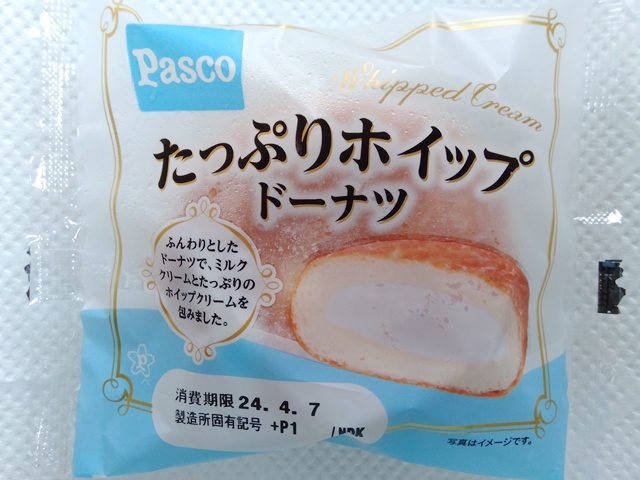 Pasco
Whipped Cream
たっぷりホイップ
ドーナツ
ふんわりとした
ドーナツで、ミルク
クリームとたっぷりの
ホイップクリームを
包みました。
消費期限 24. 4. 7
製造所固有記号 +P1 /NDK
写真はイメージです。